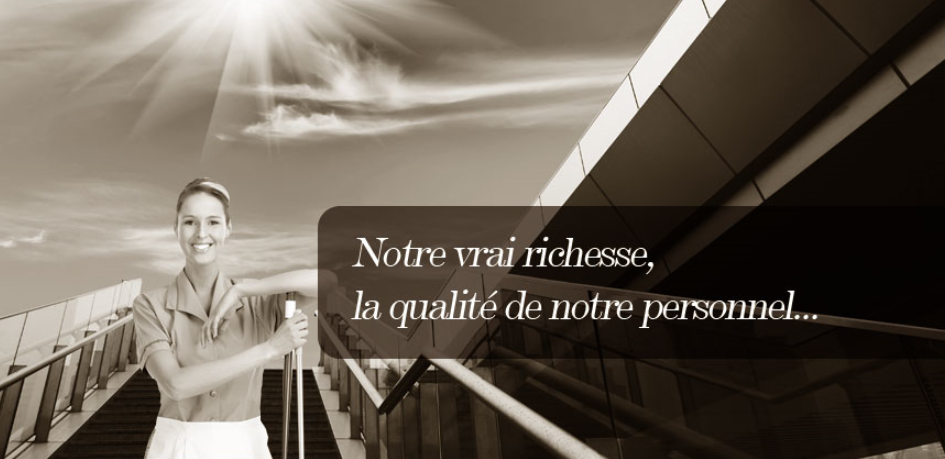 Notre vrai richesse,
la qualité de notre personnel...